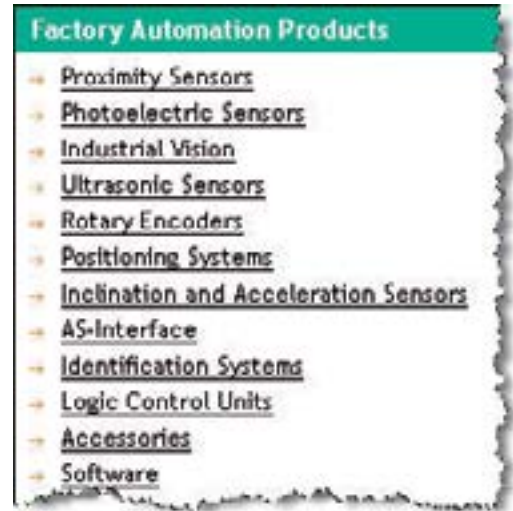 Factory Automation Products
Proximity Sensors
Photoelectric Sensors
Industrial Vision
Ultrasonic Sensors
Rotary Encoders
Positioning Systems
Inclination and Acceleration Sensors
AS-Interface
Identification Systems
Logic Control Units
Accessories
Software